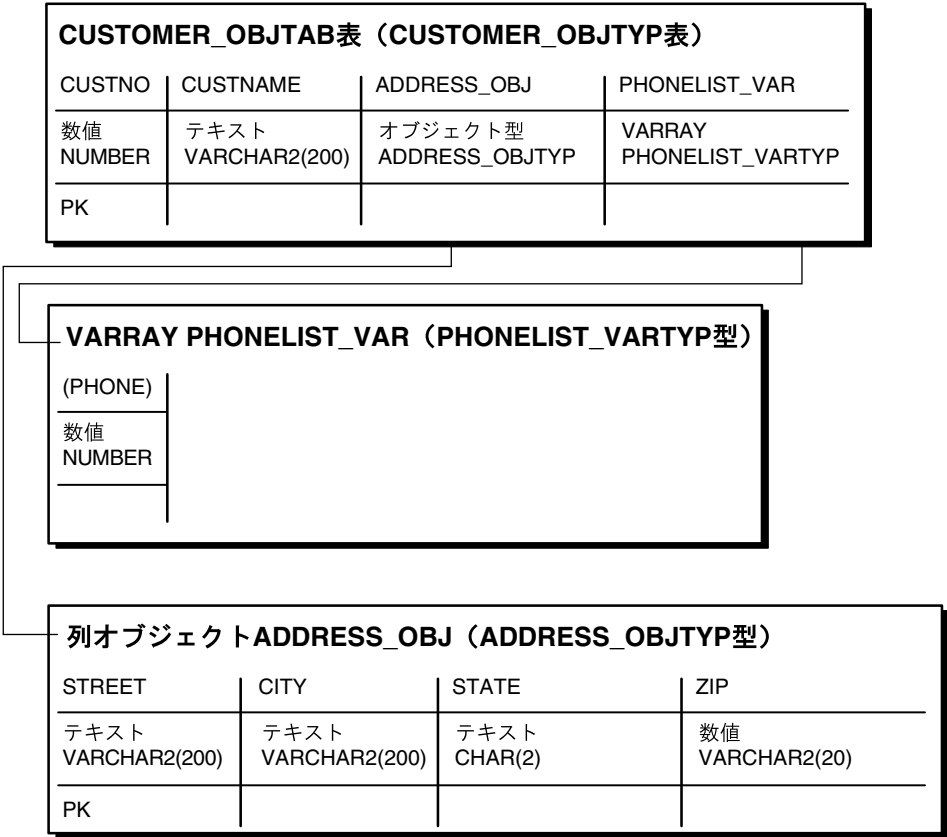 CUSTOMER_OBJTAB表（CUSTOMER_OBJTYP表）
CUSTNO CUSTNAME ADDRESS_OBJ PHONELIST_VAR
数値 テキスト オブジェクト型 VARRAY
NUMBER VARCHAR2(200) ADDRESS_OBJTYP PHONELIST_VARTYP
PK
VARRAY PHONELIST_VAR（PHONELIST_VARTYP型）
(PHONE)
数値
NUMBER
列オブジェクトADDRESS_OBJ（ADDRESS_OBJTYP型）
STREET CITY STATE ZIP
テキスト テキスト テキスト 数値
VARCHAR2(200) VARCHAR2(200) CHAR(2) VARCHAR2(20)
PK